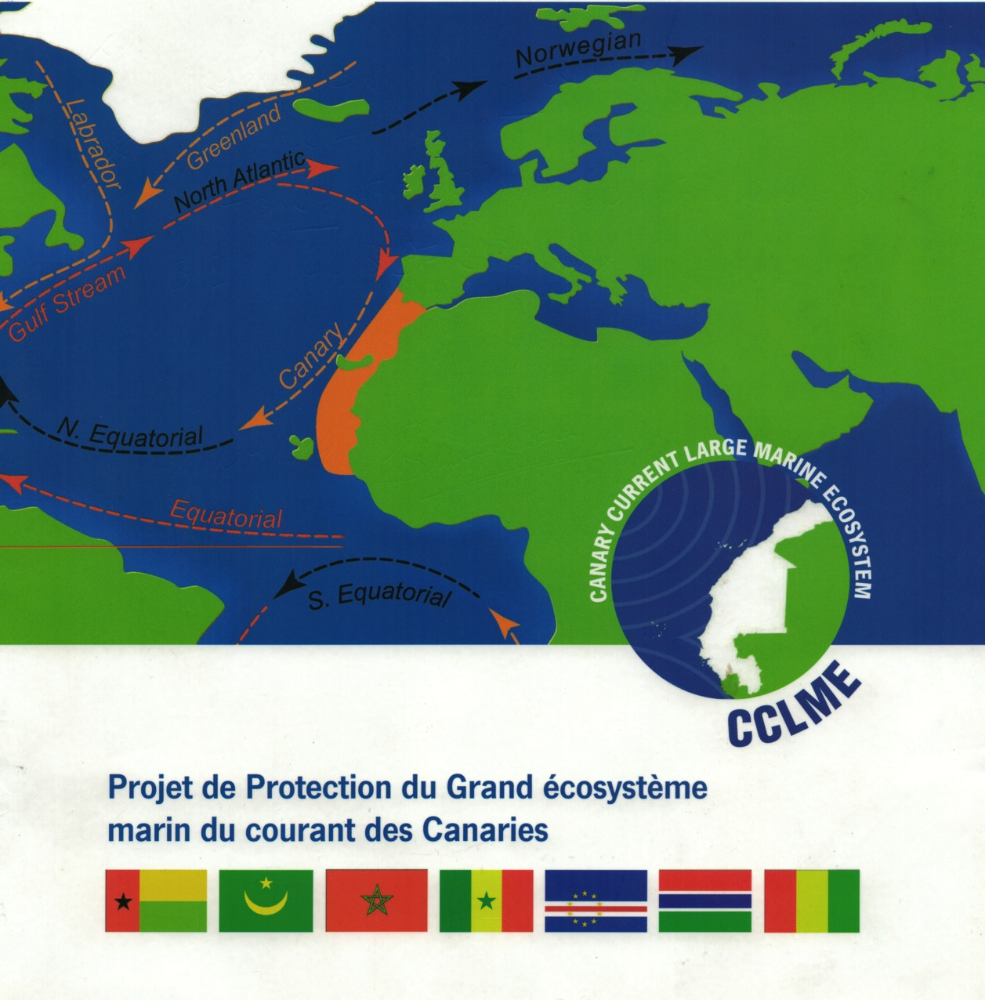 Norwegian
Labrador
Greenland
North Atlantic
Gulf Stream
Canary
N. Equatorial
Equatorial
S. Equatorial
CANARY CURRENT LARGE MARINE ECOSYSTEM
CCLME
Projet de Protection du Grand écosystème
marin du courant des Canaries